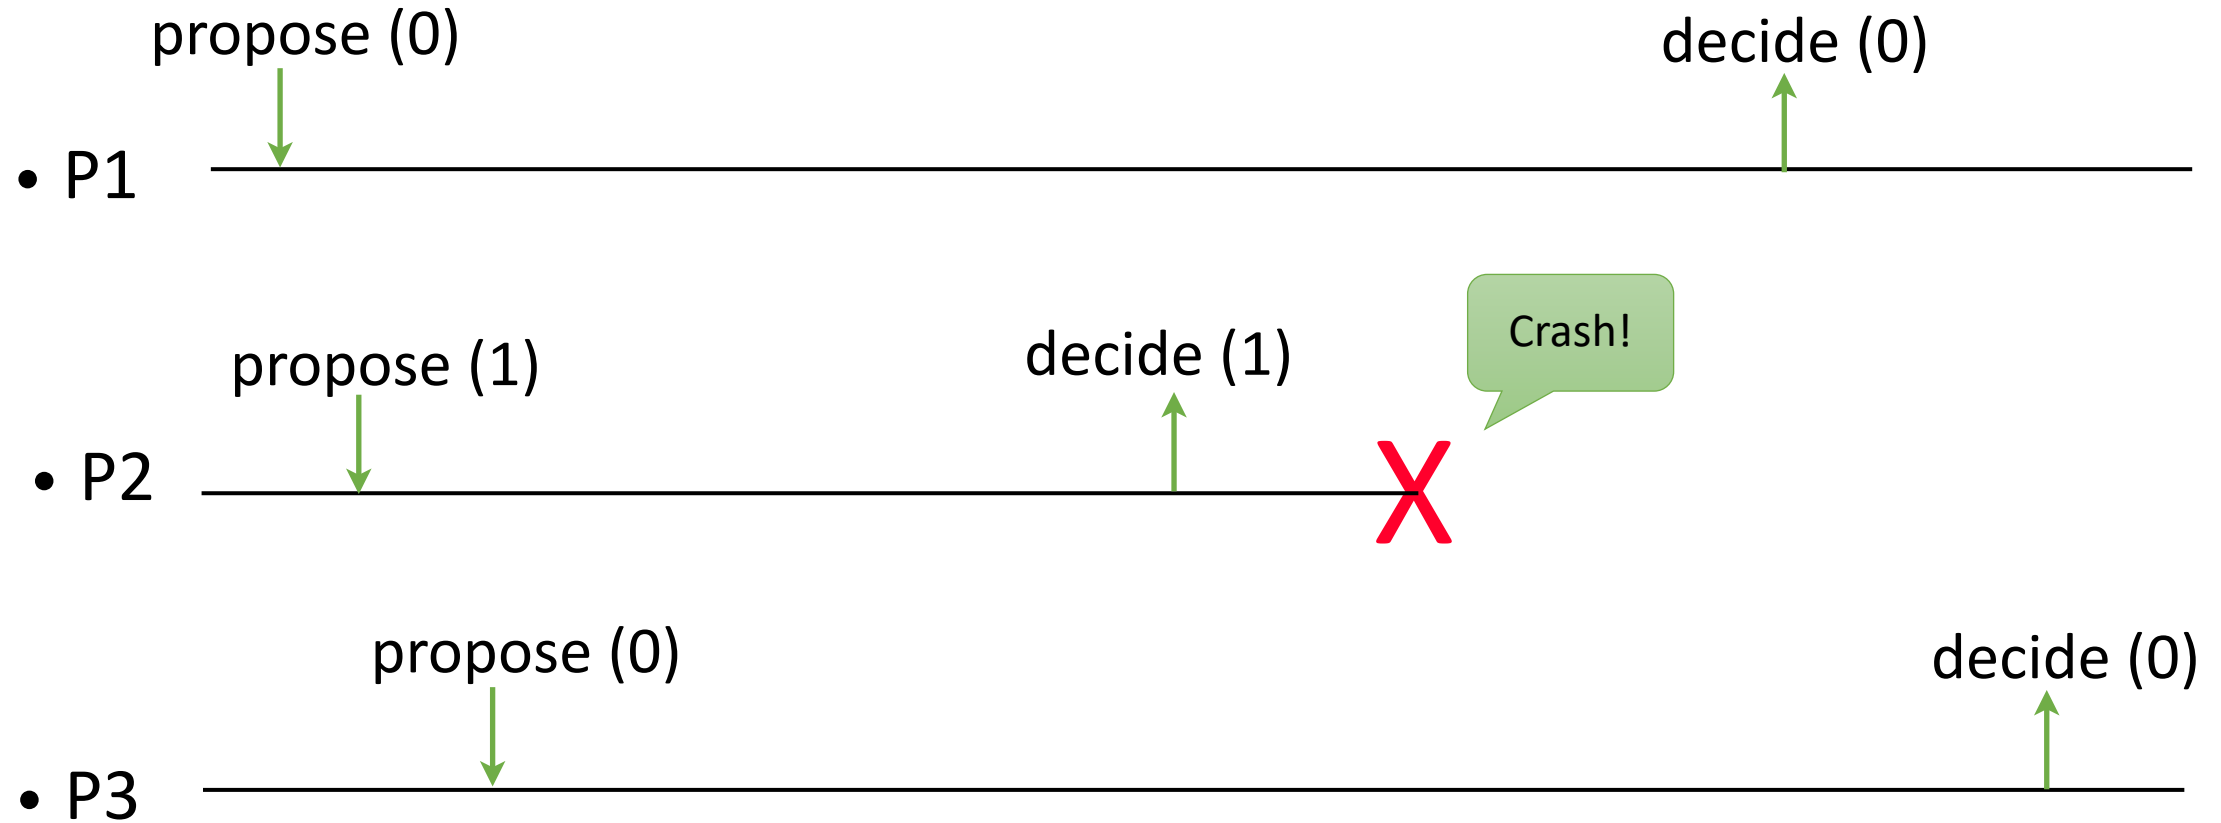 propose (0)
decide (0)
• P1
Crash!
propose (1)
decide (1)
• P2
X
propose (0)
decide (0)
• P3